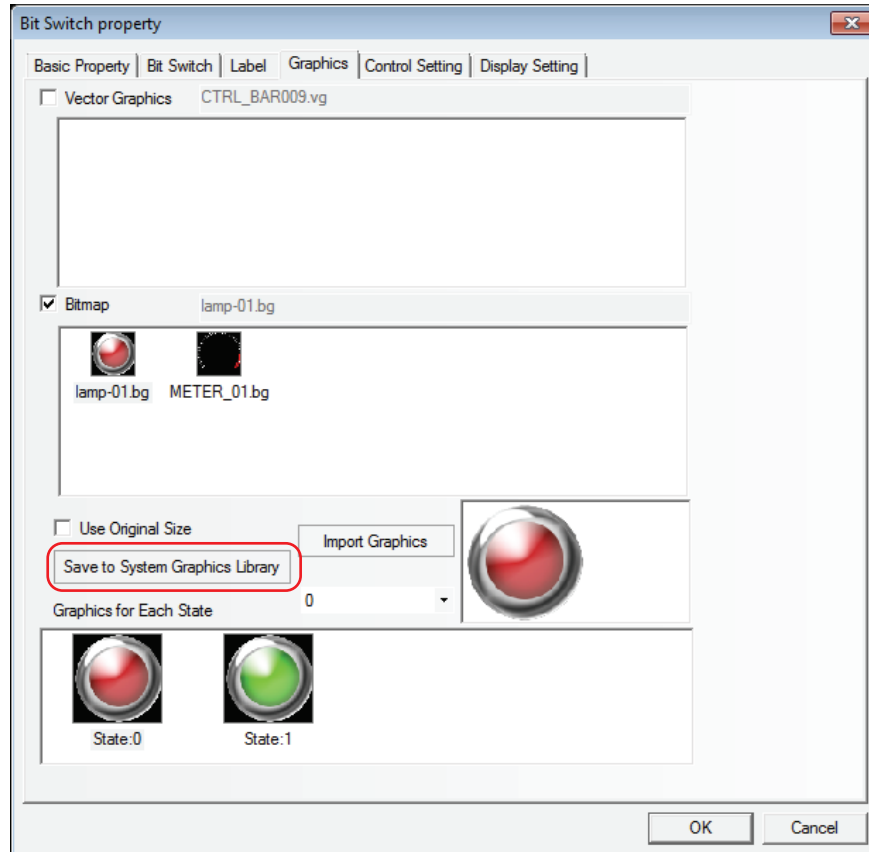 Bit Switch property
Basic Property Bit Switch Label Graphics Control Setting Display Setting
Vector Graphics CTRL_BAR009.vg
Bitmap lamp-01.bg
lamp-01.bg METER_01.bg
Use Original Size
Import Graphics
Save to System Graphics Library
0
Graphics for Each State
State:0 State:1
OK Cancel